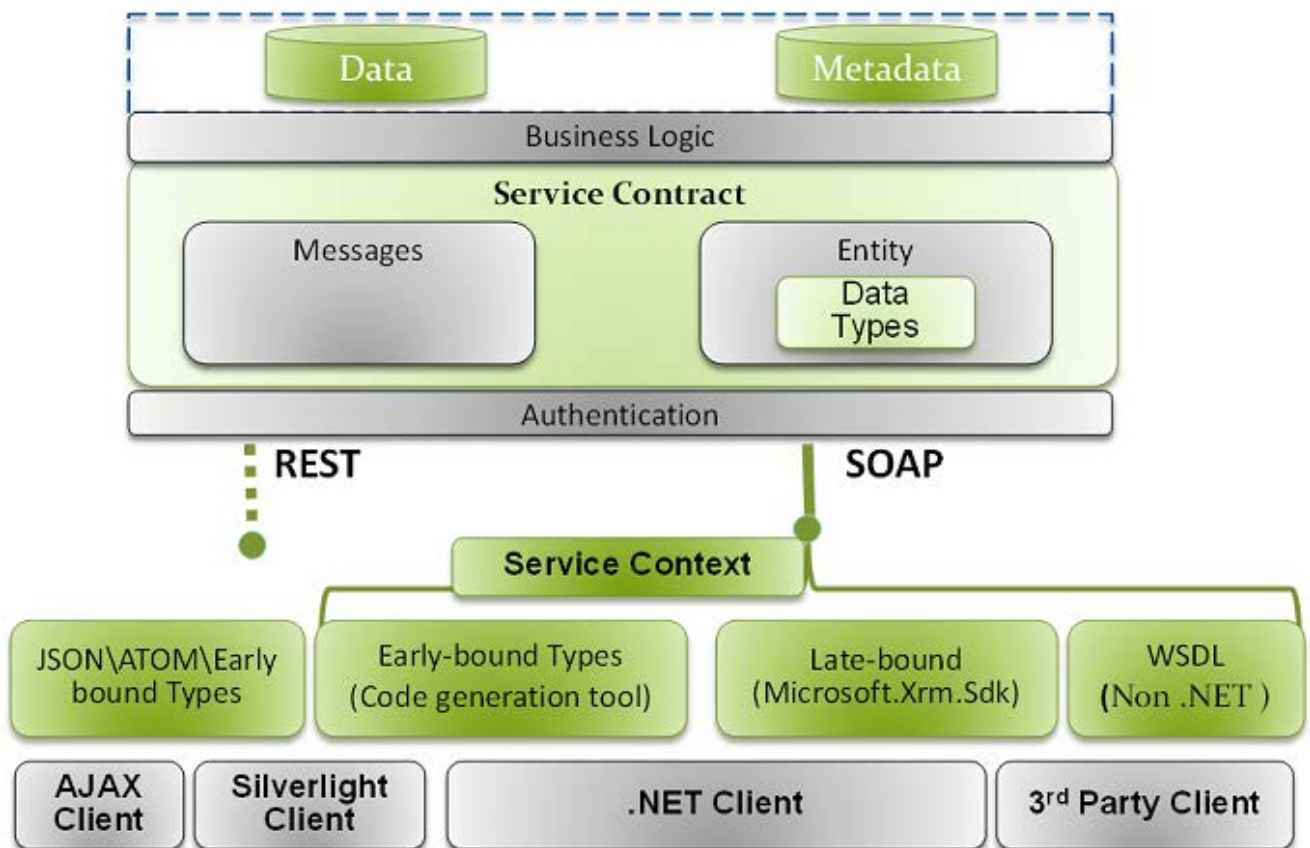 Data
Metadata
Business Logic
Service Contract
Messages
Entity
Data
Types
Authentication
REST
SOAP
Service Context
JSON\ATOM\Early
bound Types
Early-bound Types
(Code generation tool)
Late-bound
(Microsoft.Xrm.Sdk)
WSDL
(Non .NET )
AJAX
Client
Silverlight
Client
.NET Client
3rd Party Client